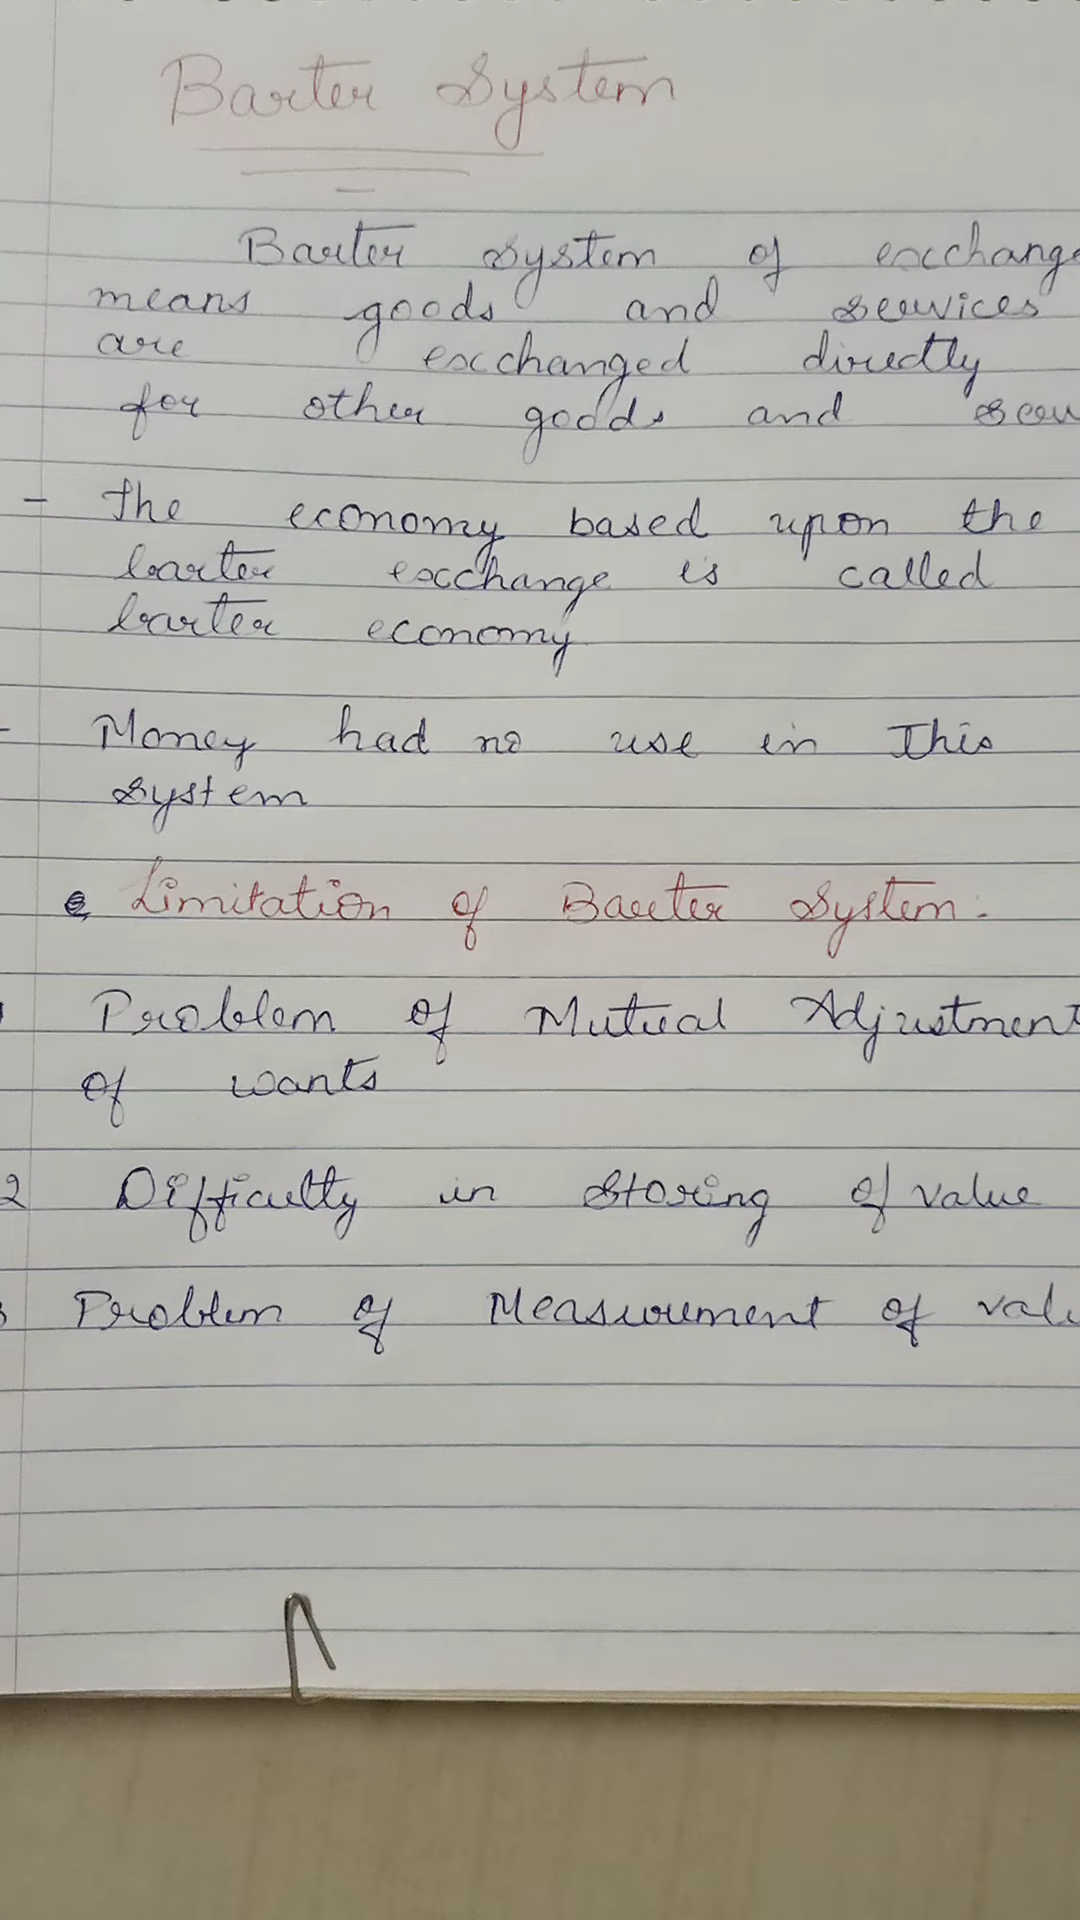 Barter System
Barter system of exchange
means goods and services
are exchanged directly
for other goods and
- The economy based upon the
barter exchange is called
barter economy
- Money had no use in This
system
Limitation of Barter System:
Problem of Mutual Adjustment
of wants
2 Difficulty in storing of value
3 Problem of Measurement of